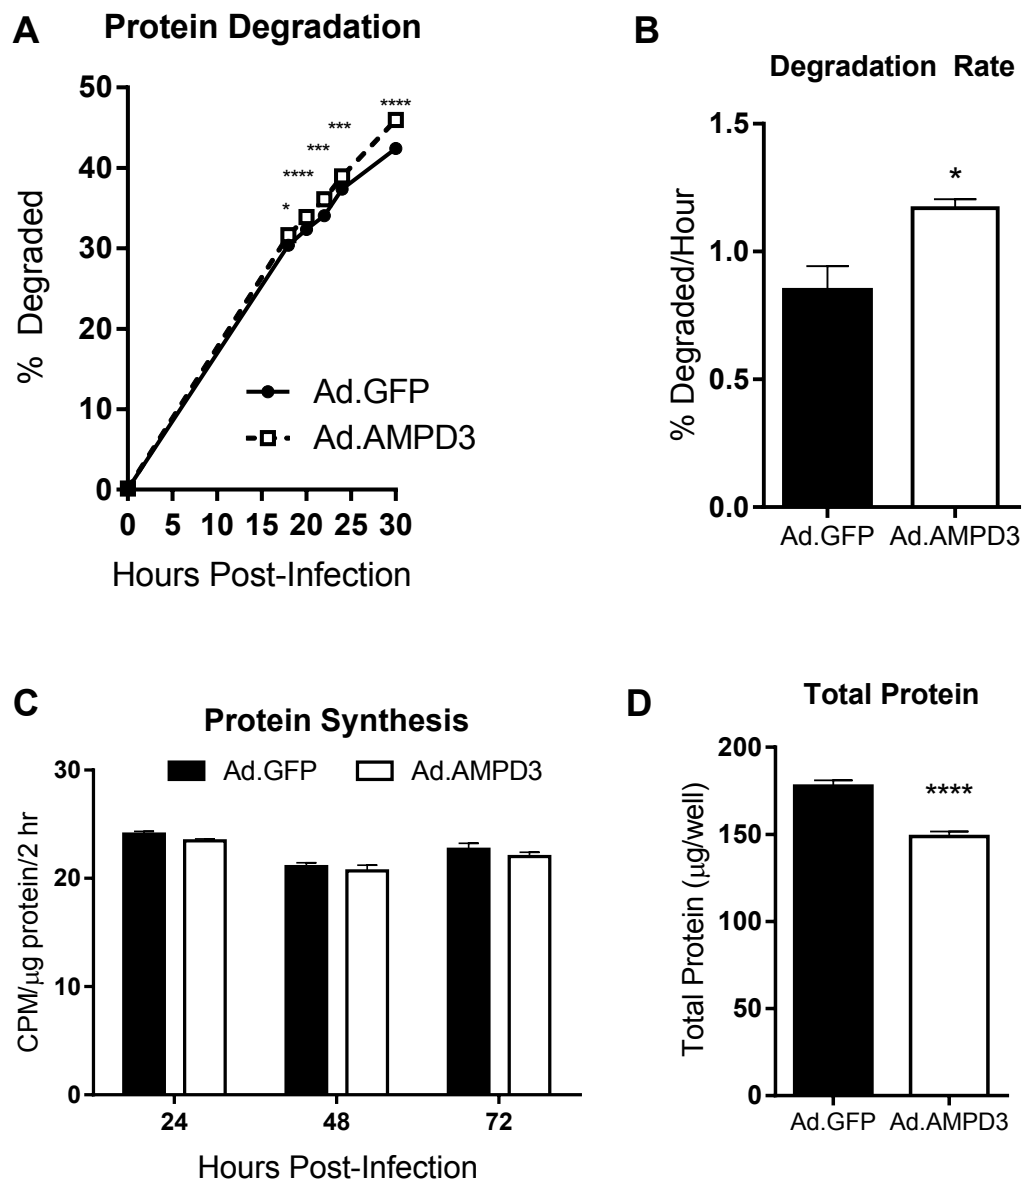 A
Protein Degradation
50
40
30
20
10
0
% Degraded
*
****
***
***
****
Ad.GFP
Ad.AMPD3
0 5 10 15 20 25 30
Hours Post-Infection
B
Degradation Rate
1.5
1.0
0.5
0.0
% Degraded/Hour
*
Ad.GFP Ad.AMPD3
C
Protein Synthesis
Ad.GFP Ad.AMPD3
30
20
10
0
CPM/μg protein/2 hr
24 48 72
Hours Post-Infection
D
Total Protein
200
150
100
50
0
Total Protein (μg/well)
****
Ad.GFP Ad.AMPD3